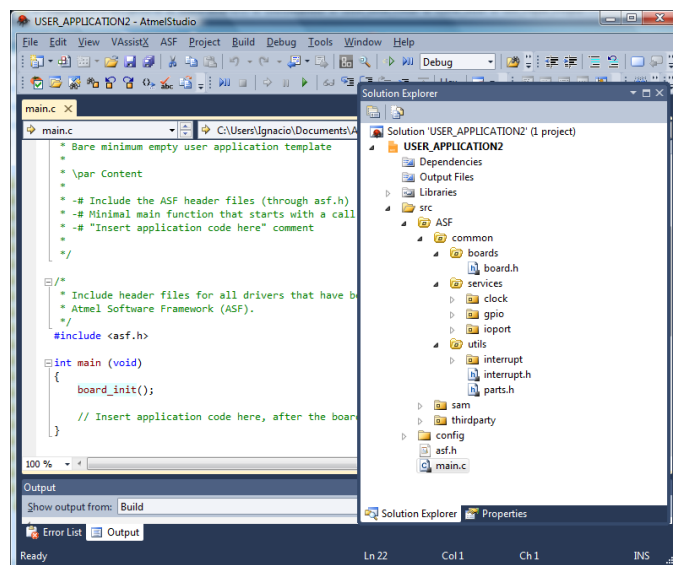 USER_APPLICATION2 - AtmelStudio
File Edit View VAssistX ASF Project Build Debug Tools Window Help
Debug
Solution Explorer
main.c
main.c C:\Users\Ignacio\Documents\A
* Bare minimum empty user application template
*
* \par Content
*
* -# Include the ASF header files (through asf.h)
* -# Minimal main function that starts with a call
* -# "Insert application code here" comment
*
*/
/*
* Include header files for all drivers that have be
* Atmel Software Framework (ASF).
*/
#include <asf.h>
int main (void)
{
board_init();
// Insert application code here, after the boar
}
100 %
Solution 'USER_APPLICATION2' (1 project)
USER_APPLICATION2
Dependencies
Output Files
Libraries
src
ASF
common
boards
board.h
services
clock
gpio
ioport
utils
interrupt
interrupt.h
parts.h
sam
thirdparty
config
asf.h
main.c
Solution Explorer Properties
Output
Show output from: Build
Error List Output
Ready Ln 22 Col 1 Ch 1 INS